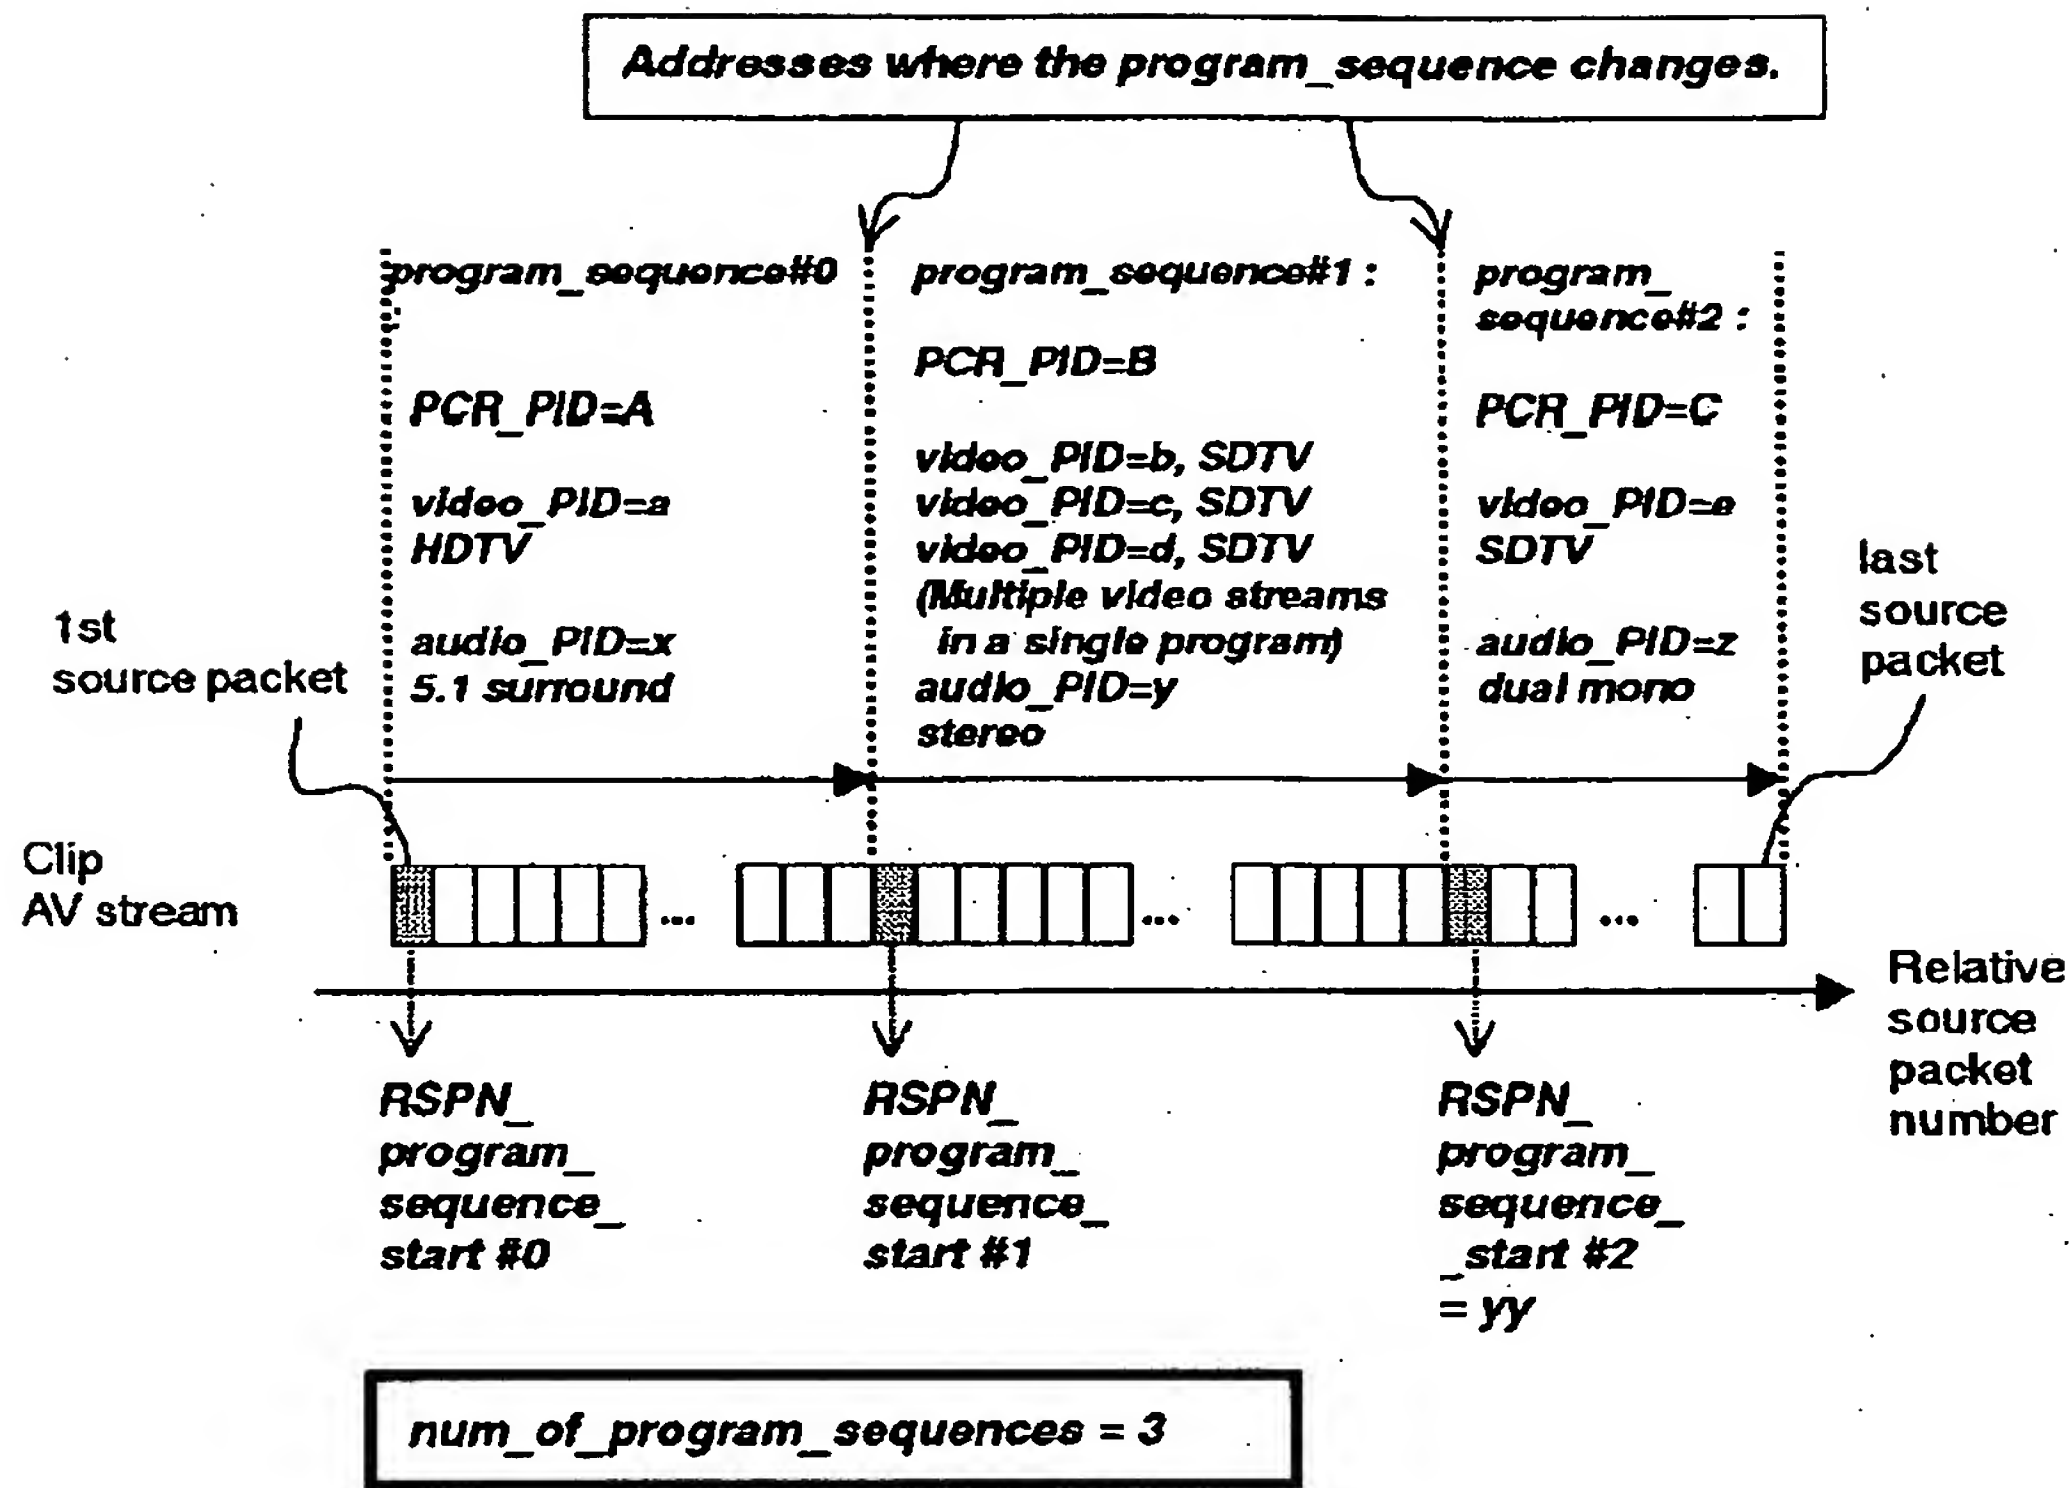 Addresses where the program_sequence changes.
program_sequence#0
:
PCR_PID=A
video_PID=a
HDTV
audio_PID=x
5.1 surround
program_sequence#1 :
PCR_PID=B
video_PID=b, SDTV
video_PID=c, SDTV
video_PID=d, SDTV
(Multiple video streams
in a single program)
audio_PID=y
stereo
program_
sequence#2 :
PCR_PID=C
video_PID=e
SDTV
audio_PID=z
dual mono
1st
source packet
last
source
packet
Clip
AV stream
...
...
...
Relative
source
packet
number
RSPN_
program_
sequence_
start #0
RSPN_
program_
sequence_
start #1
RSPN_
program_
sequence_
_start #2
= yy
num_of_program_sequences = 3